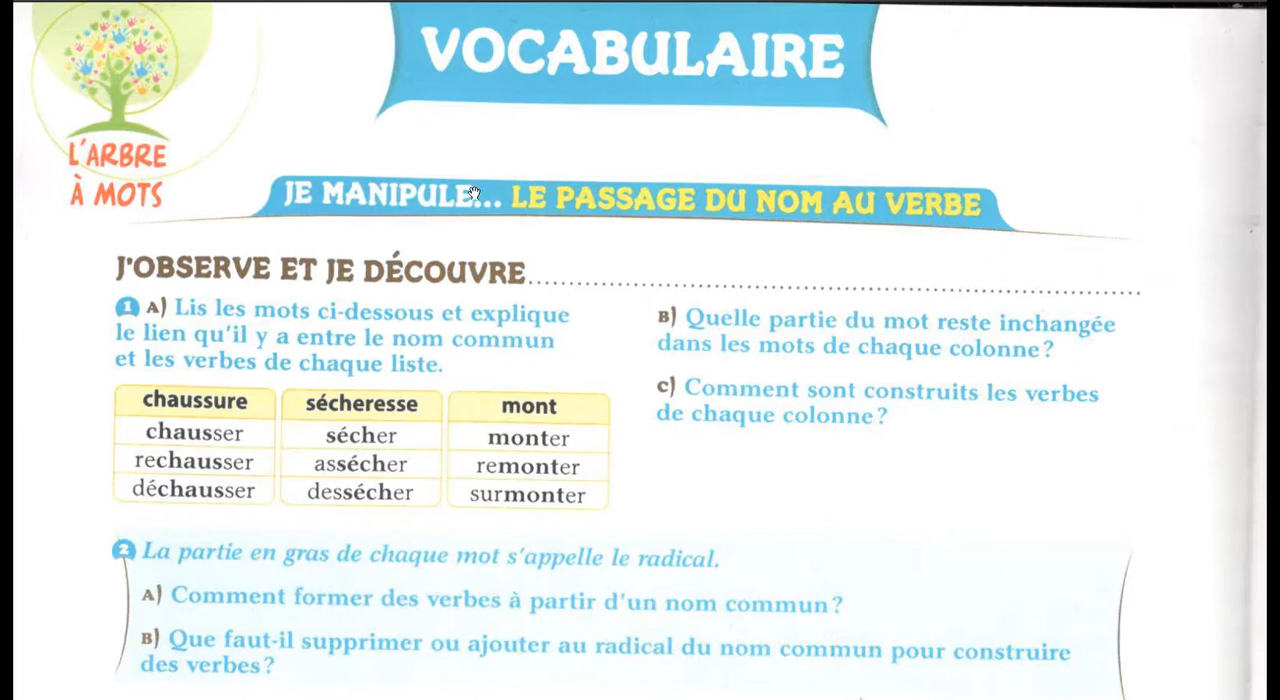 VOCABULAIRE
L'ARBRE
À MOTS
JE MANIPULE... LE PASSAGE DU NOM AU VERBE
J'OBSERVE ET JE DÉCOUVRE
1 A) Lis les mots ci-dessous et explique
le lien qu'il y a entre le nom commun
et les verbes de chaque liste.
chaussure sécheresse mont
chausser sécher monter
rechausser assécher remonter
déchausser dessécher surmonter
B) Quelle partie du mot reste inchangée
dans les mots de chaque colonne?
C) Comment sont construits les verbes
de chaque colonne?
2 La partie en gras de chaque mot s'appelle le radical.
A) Comment former des verbes à partir d'un nom commun?
B) Que faut-il supprimer ou ajouter au radical du nom commun pour construire
des verbes?